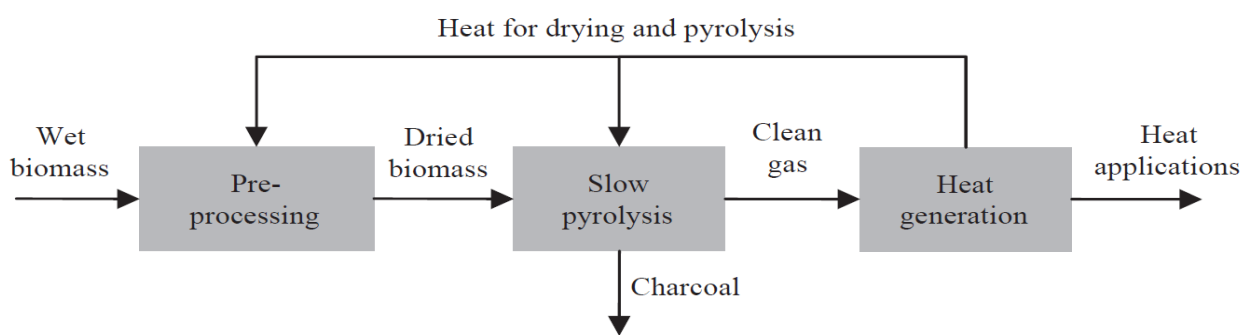 Heat for drying and pyrolysis
Wet
biomass
Pre-
processing
Dried
biomass
Slow
pyrolysis
Clean
gas
Heat
generation
Heat
applications
Charcoal